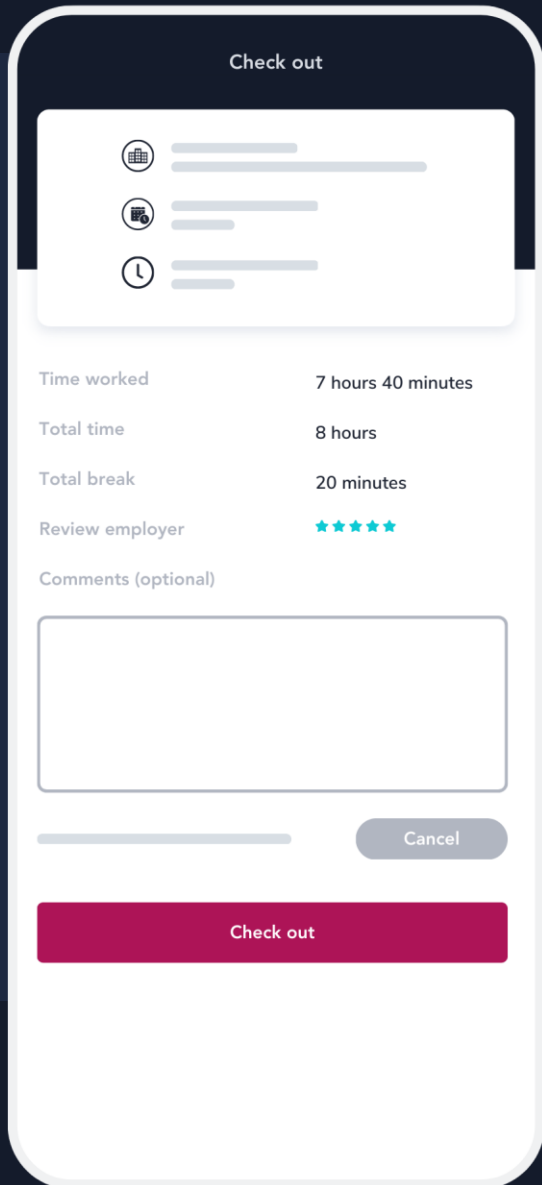 Check out
Time worked 7 hours 40 minutes
Total time 8 hours
Total break 20 minutes
Review employer
Comments (optional)
Cancel
Check out